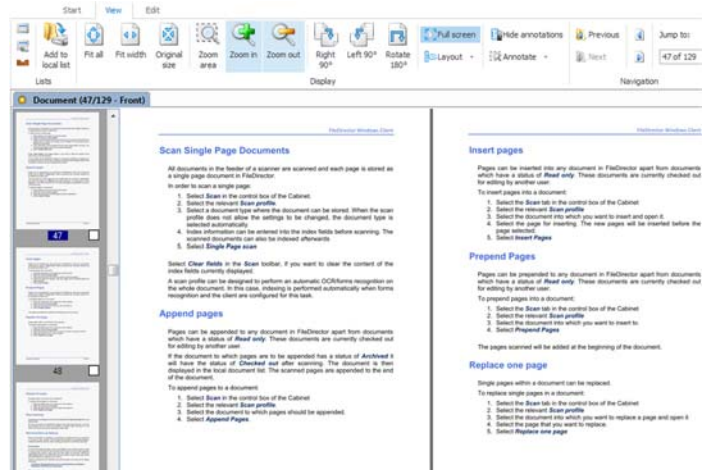 Start View Edit
Add to local list
Fit all
Fit width
Original size
Zoom area
Zoom in
Zoom out
Right 90°
Left 90°
Rotate 180°
Full screen
Layout
Hide annotations
Annotate
Previous
Next
Jump to:
47 of 129
Lists
Display
Navigation
Document (47/129 - Front)
47
48
FileDirector Windows Client
Scan Single Page Documents
All documents in the feeder of a scanner are scanned and each page is stored as
a single page document in FileDirector.
In order to scan a single page:
1. Select Scan in the control box of the Cabinet.
2. Select the relevant Scan profile.
3. Select a document type where the document can be stored. When the scan
profile does not allow the settings to be changed, the document type is
selected automatically.
4. Index information can be entered into the index fields before scanning. The
scanned documents can also be indexed afterwards
5. Select Single Page scan
Select Clear fields in the Scan toolbar, if you want to clear the content of the
index fields currently displayed.
A scan profile can be designed to perform an automatic OCR/forms recognition on
the whole document. In this case, indexing is performed automatically when forms
recognition and the client are configured for this task.
Append pages
Pages can be appended to any document in FileDirector apart from documents
which have a status of Read only. These documents are currently checked out
for editing by another user.
If the document to which pages are to be appended has a status of Archived it
will have the status of Checked out after scanning. The document is then
displayed in the local document list. The scanned pages are appended to the end
of the document.
To append pages to a document:
1. Select Scan in the control box of the Cabinet
2. Select the relevant Scan profile.
3. Select the document to which pages should be appended.
4. Select Append Pages.
FileDirector Windows Client
Insert pages
Pages can be inserted into any document in FileDirector apart from documents
which have a status of Read only. These documents are currently checked out
for editing by another user.
To insert pages into a document:
1. Select the Scan tab in the control box of the Cabinet
2. Select the relevant Scan profile
3. Select the document into which you want to insert and open it.
4. Select the page for inserting. The new pages will be inserted before the
page selected.
5. Select Insert Pages
Prepend Pages
Pages can be prepended to any document in FileDirector apart from documents
which have a status of Read only. These documents are currently checked out
for editing by another user.
To prepend pages into a document:
1. Select the Scan tab in the control box of the Cabinet
2. Select the relevant Scan profile
3. Select the document into which you want to insert to.
4. Select Prepend Pages
The pages scanned will be added at the beginning of the document.
Replace one page
Single pages within a document can be replaced.
To replace single pages in a document:
1. Select the Scan tab in the control box of the Cabinet
2. Select the relevant Scan profile
3. Select the document into which you want to replace a page and open it.
4. Select the page that you want to replace.
5. Select Replace one page